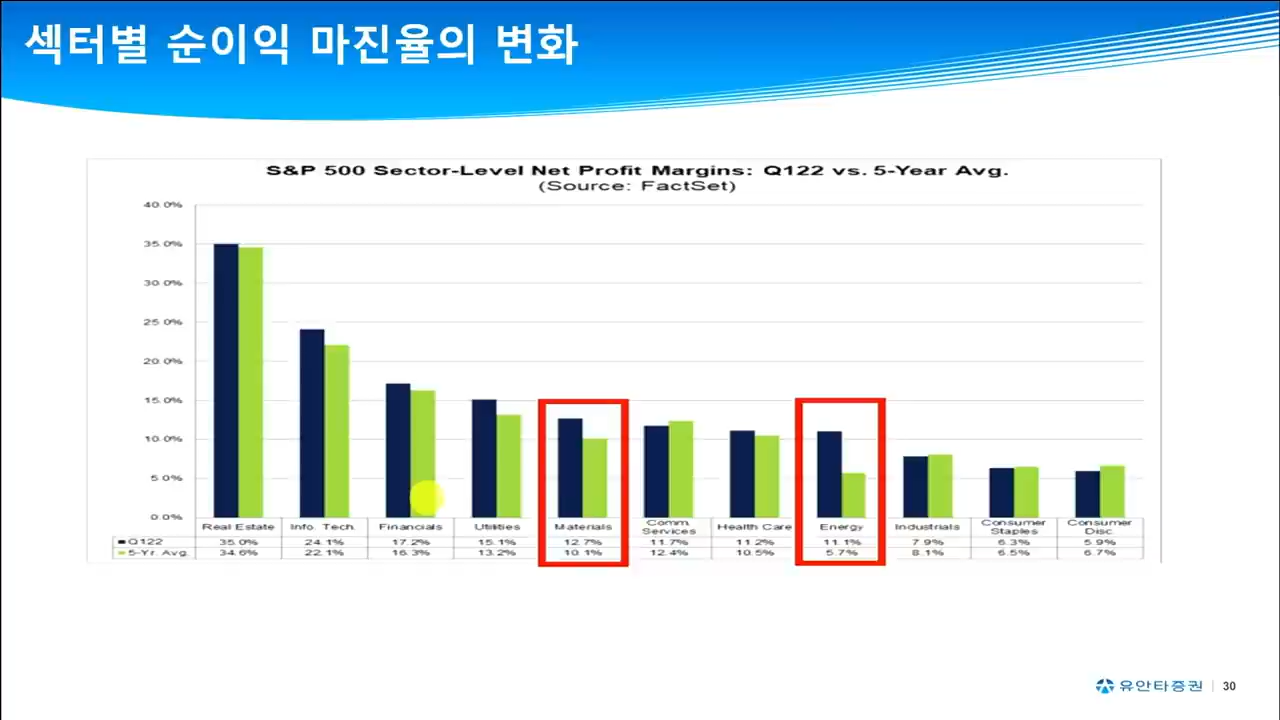 섹터별 순이익 마진율의 변화
S&P 500 Sector-Level Net Profit Margins: Q122 vs. 5-Year Avg.
(Source: FactSet)
40.0%
35.0%
30.0%
25.0%
20.0%
15.0%
10.0%
5.0%
0.0%
Real Estate Info. Tech. Financials Utilities Materials Comm. Services Health Care Energy Industrials Consumer Staples Consumer Disc.
Q122 35.0% 24.1% 17.2% 15.1% 12.7% 11.7% 11.2% 11.1% 7.9% 6.3% 5.9%
5-Yr. Avg. 34.6% 22.1% 16.3% 13.2% 10.1% 12.4% 10.5% 5.7% 8.1% 6.5% 6.7%
유안타증권 30